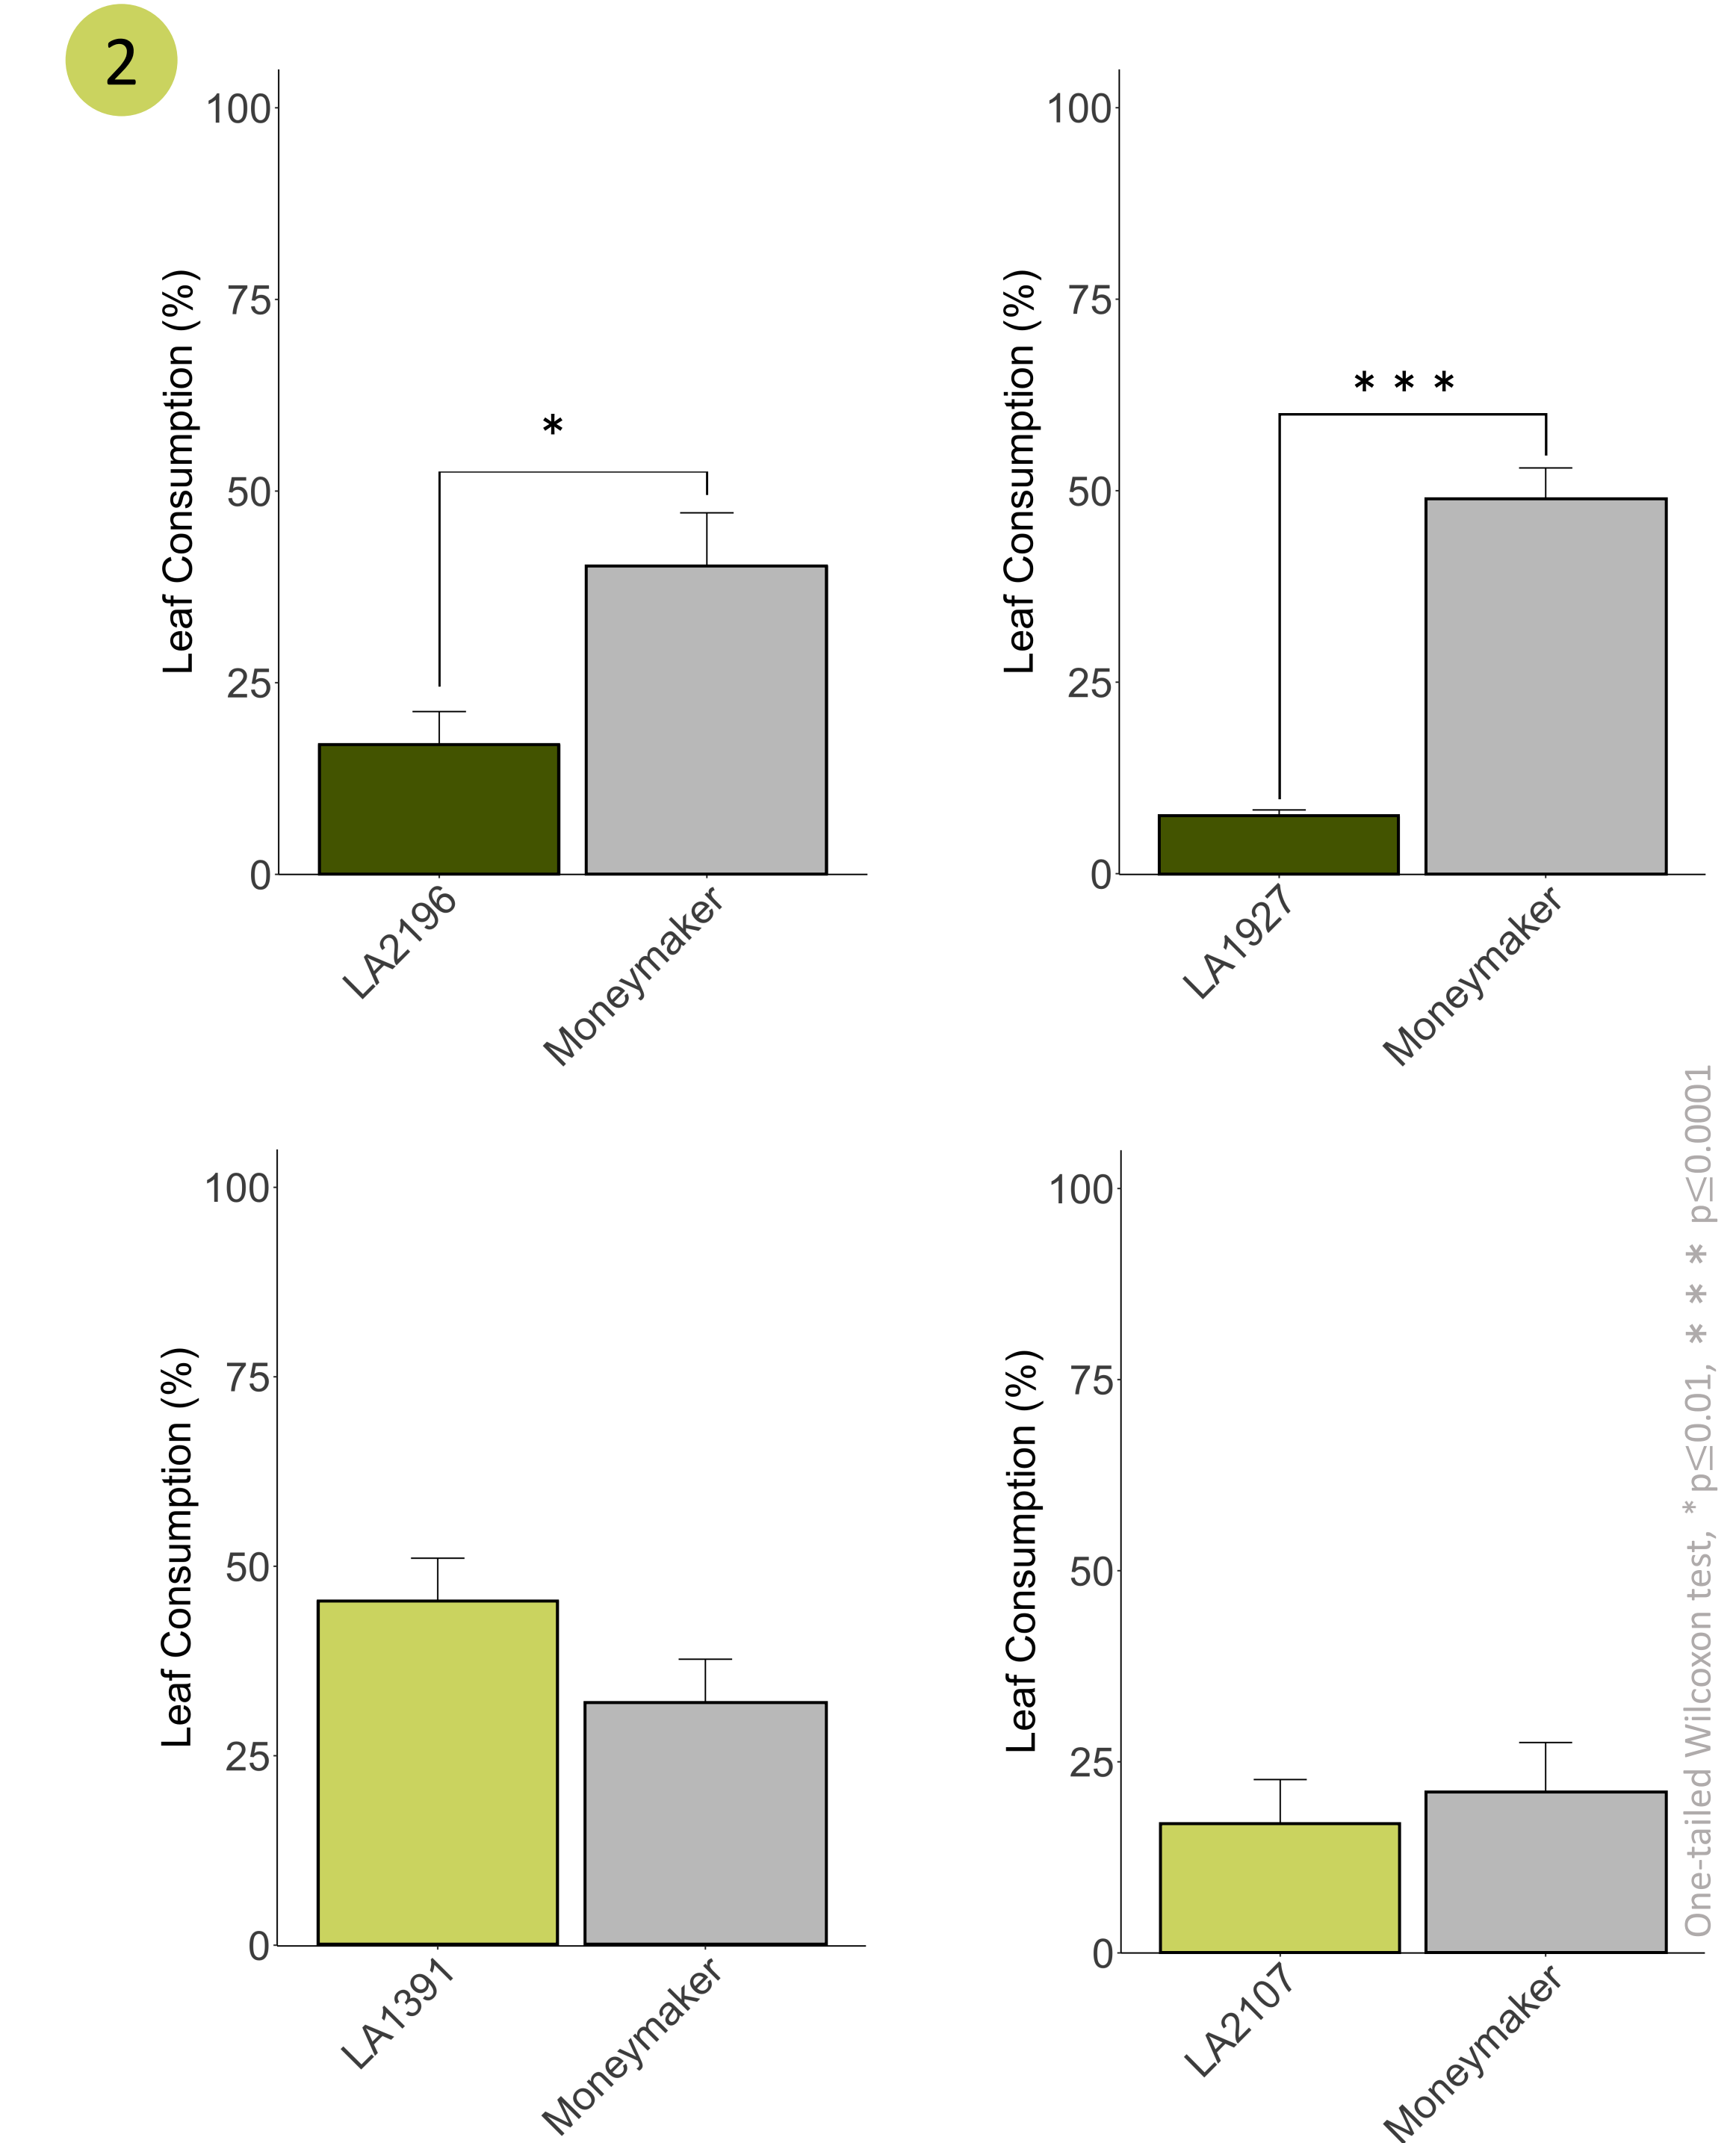 2
Leaf Consumption (%)
100
75
50
25
0
*
LA2196
Moneymaker
Leaf Consumption (%)
100
75
50
25
0
* * *
LA1927
Moneymaker
Leaf Consumption (%)
100
75
50
25
0
LA1391
Moneymaker
Leaf Consumption (%)
100
75
50
25
0
LA2107
Moneymaker
One-tailed Wilcoxon test, * p≤0.01, * * * p≤0.0001